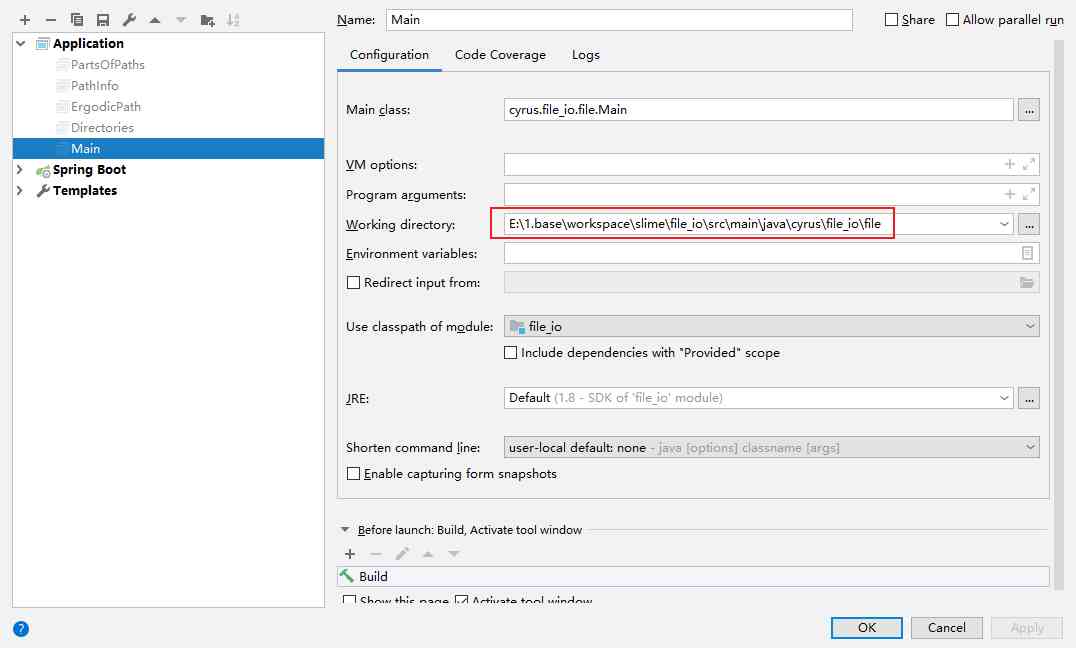 Name: Main Share Allow parallel run
Application
PartsOfPaths
PathInfo
ErgodicPath
Directories
Main
Spring Boot
Templates
Configuration Code Coverage Logs
Main class: cyrus.file_io.file.Main ...
VM options:
Program arguments:
Working directory: E:\1.base\workspace\slime\file_io\src\main\java\cyrus\file_io\file ...
Environment variables:
Redirect input from:
Use classpath of module: file_io
Include dependencies with "Provided" scope
JRE: Default (1.8 - SDK of 'file_io' module) ...
Shorten command line: user-local default: none - java [options] classname [args]
Enable capturing form snapshots
Before launch: Build, Activate tool window
Build
Show this page Activate tool window
? OK Cancel Apply